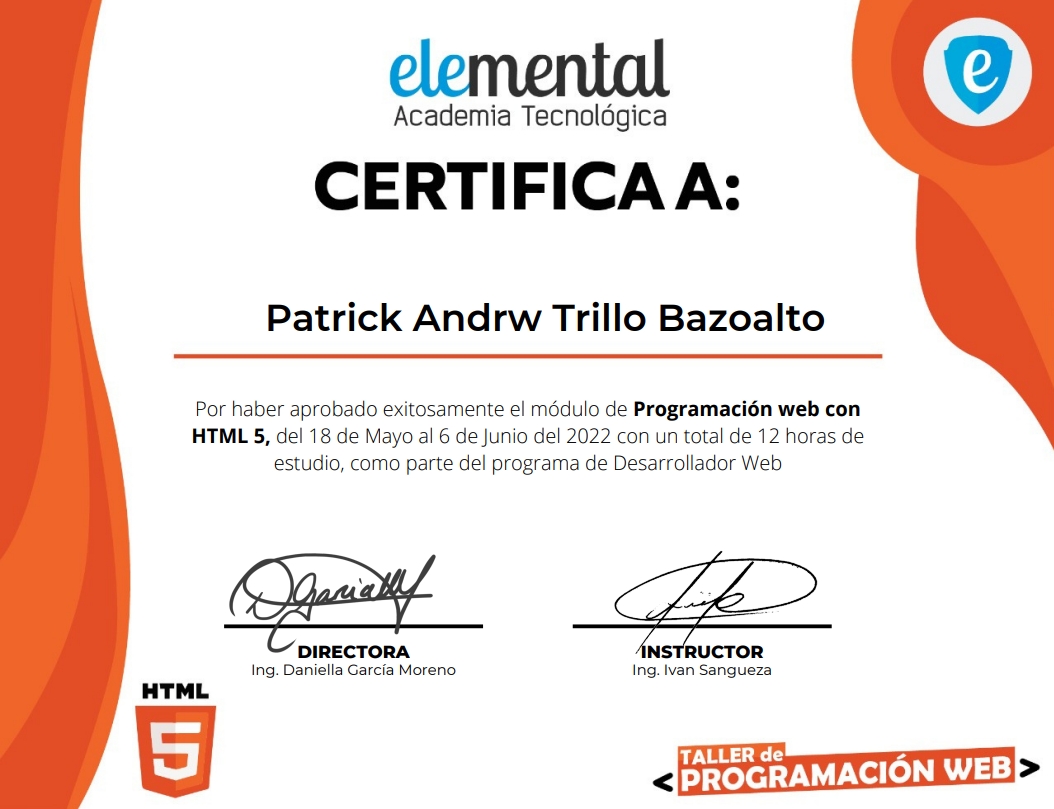 elemental
Academia Tecnológica
e
CERTIFICA A:
Patrick Andrw Trillo Bazoalto
Por haber aprobado exitosamente el módulo de Programación web con
HTML 5, del 18 de Mayo al 6 de Junio del 2022 con un total de 12 horas de
estudio, como parte del programa de Desarrollador Web
DIRECTORA
Ing. Daniella García Moreno
INSTRUCTOR
Ing. Ivan Sangueza
HTML
5
TALLER de
<PROGRAMACIÓN WEB>